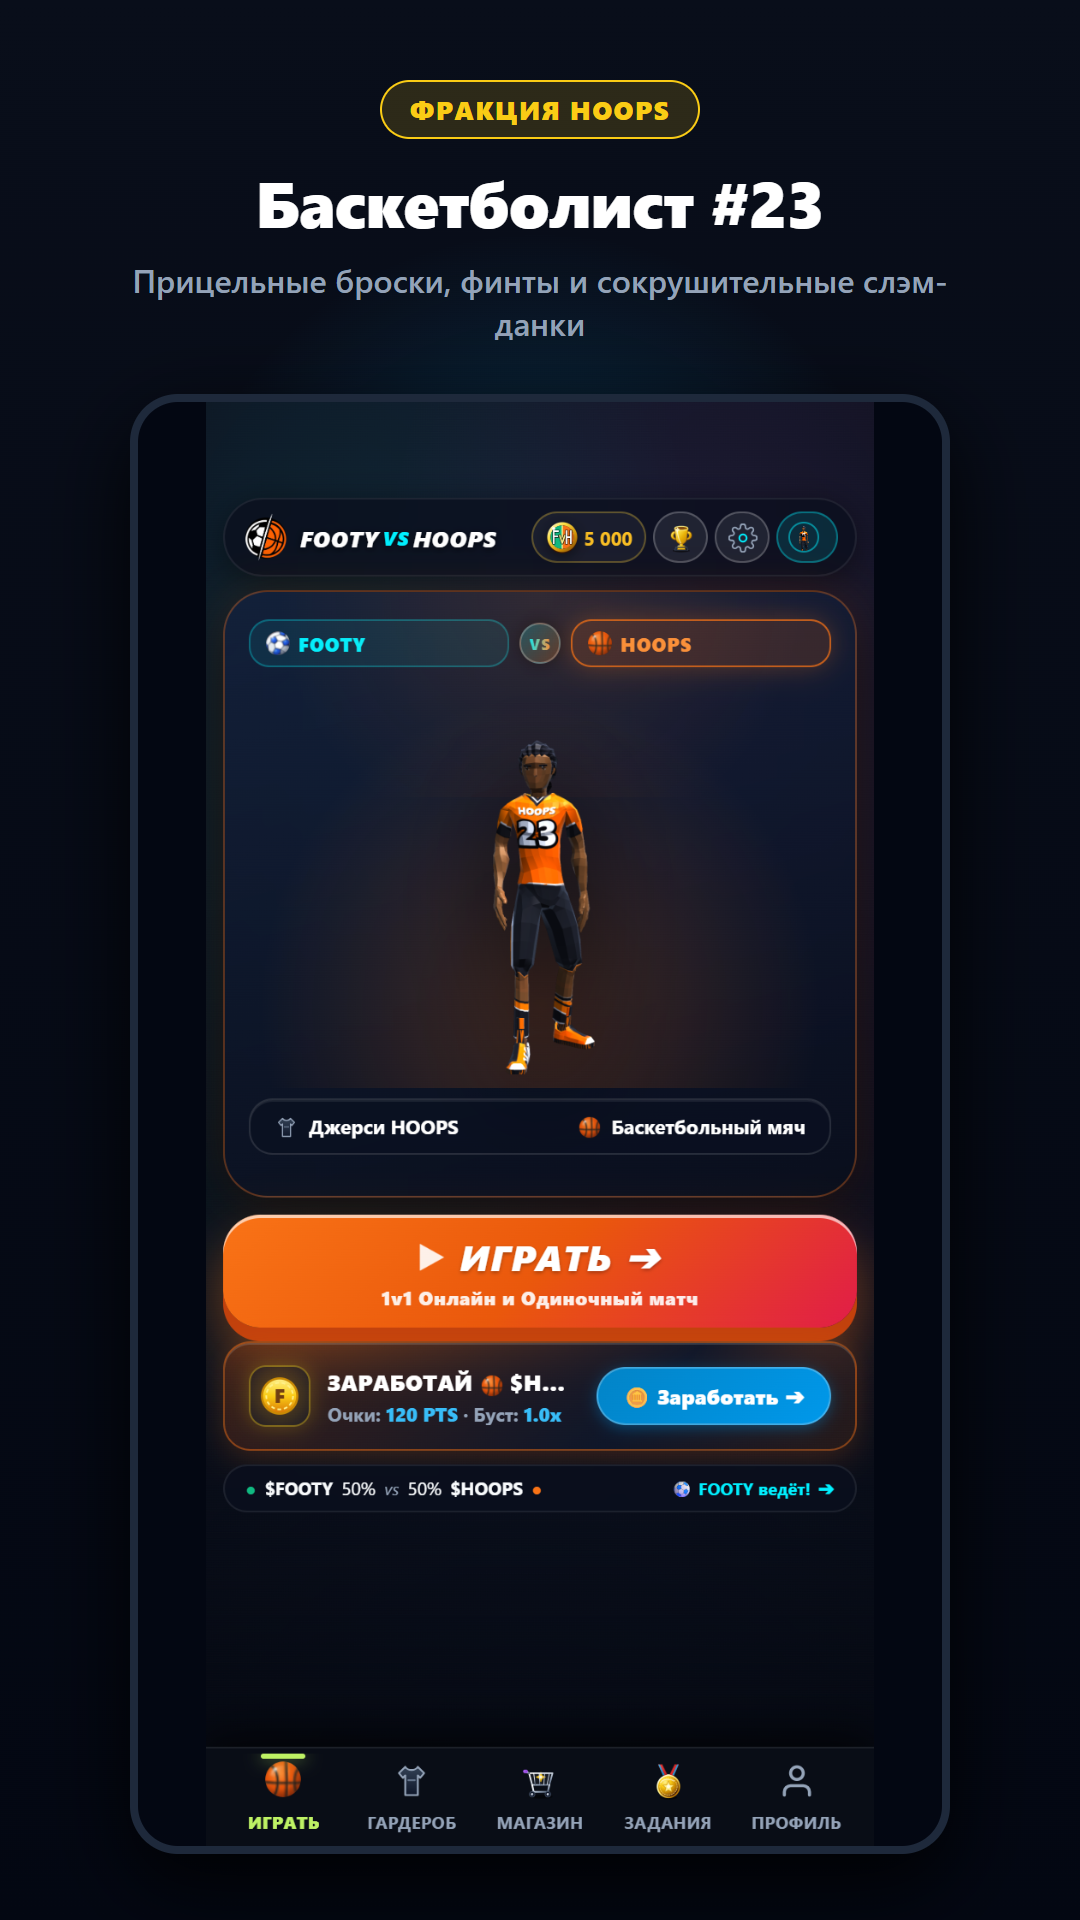 ФРАКЦИЯ HOOPS
Баскетболист #23
Прицельные броски, финты и сокрушительные слэм-
данки
FOOTY VS HOOPS
FVH 5 000
FOOTY
VS
HOOPS
HOOPS
23
Джерси HOOPS
Баскетбольный мяч
ИГРАТЬ ➔
1v1 Онлайн и Одиночный матч
F
ЗАРАБОТАЙ $H...
Очки: 120 PTS · Буст: 1.0x
Заработать ➔
$FOOTY 50% vs 50% $HOOPS
FOOTY ведёт! ➔
ИГРАТЬ
ГАРДЕРОБ
МАГАЗИН
ЗАДАНИЯ
ПРОФИЛЬ